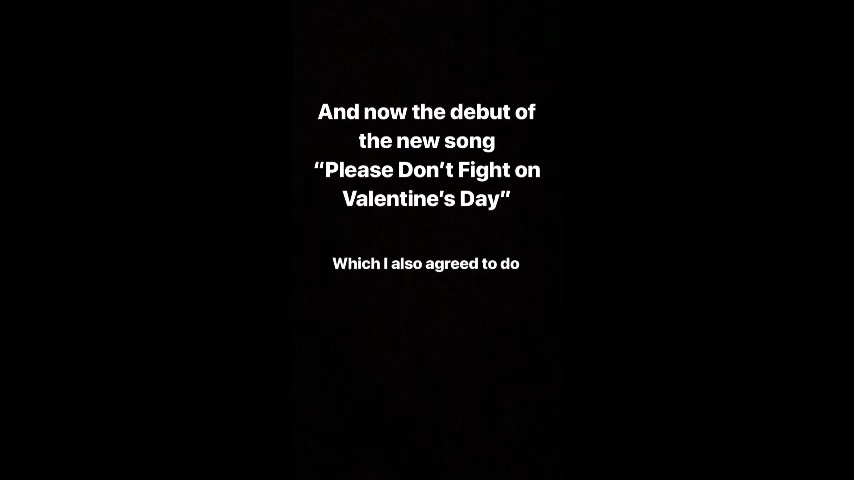 And now the debut of
the new song
“Please Don’t Fight on
Valentine’s Day”
Which I also agreed to do